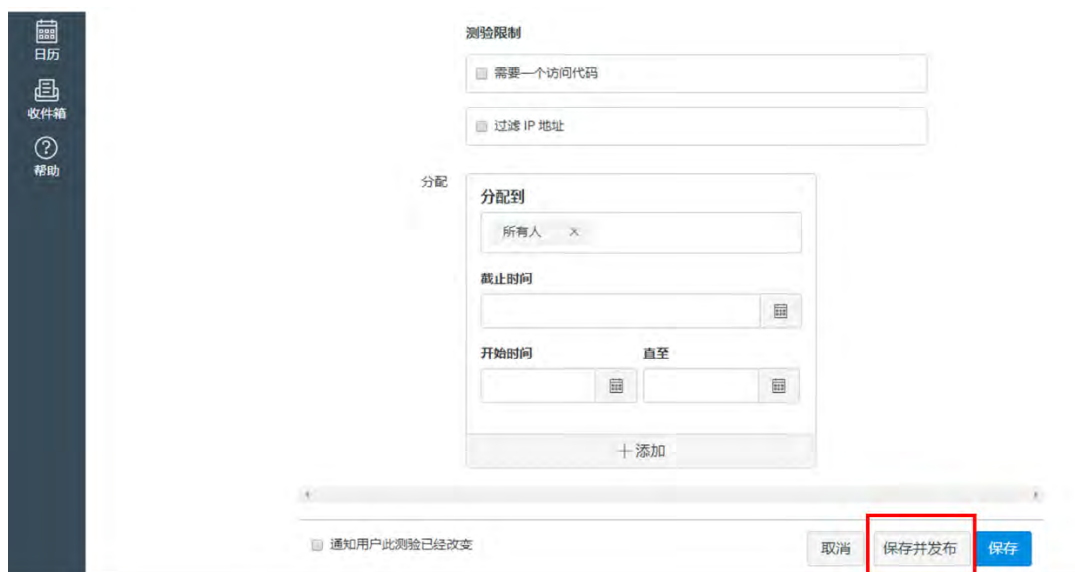 日历
收件箱
帮助
测验限制
需要一个访问代码
过滤 IP 地址
分配
分配到
所有人 ×
截止时间
开始时间 直至
+ 添加
通知用户此测验已经改变
取消 保存并发布 保存